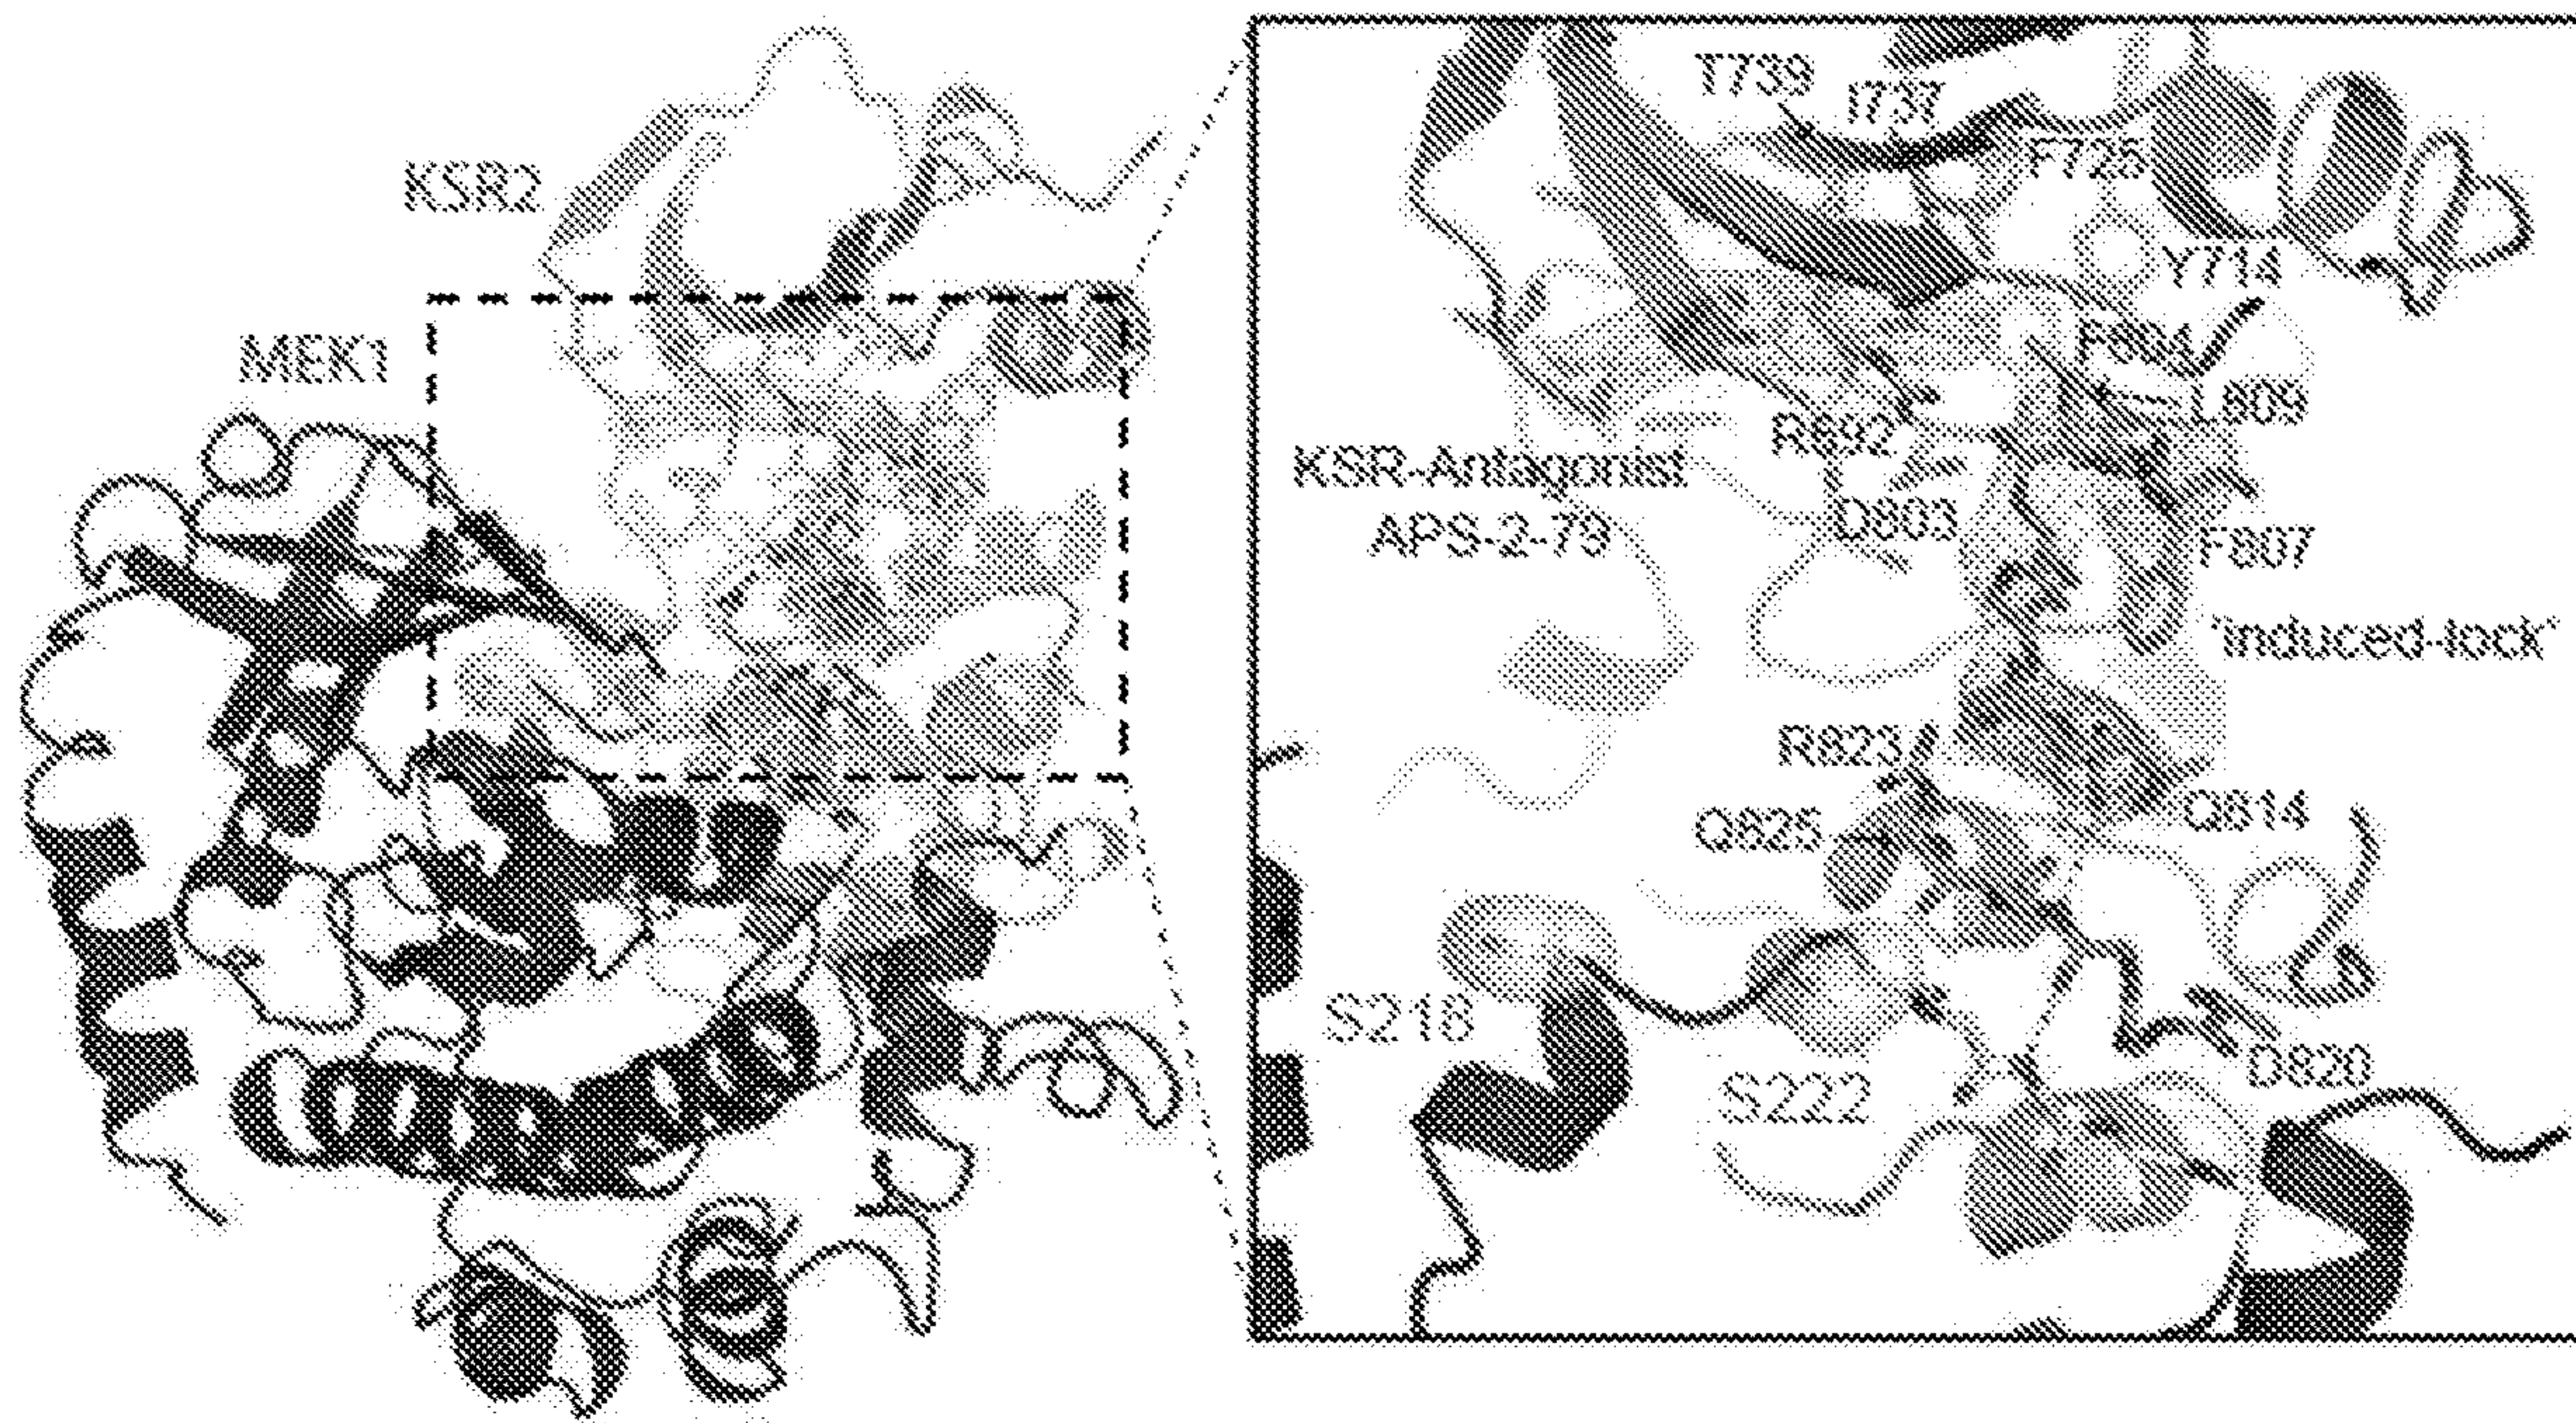 KSR2
MEK1
T739
I737
F725
Y714
F804
L809
R692
KSR-Antagonist
APS-2-79
D803
F807
"induced-lock"
R823
Q825
Q814
S218
S222
D820